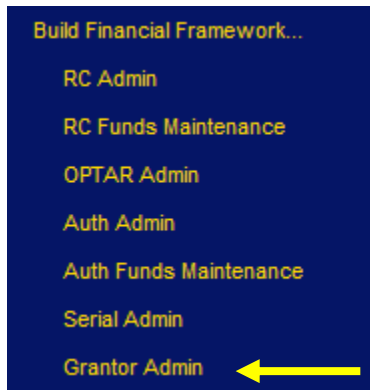 Build Financial Framework...
RC Admin
RC Funds Maintenance
OPTAR Admin
Auth Admin
Auth Funds Maintenance
Serial Admin
Grantor Admin